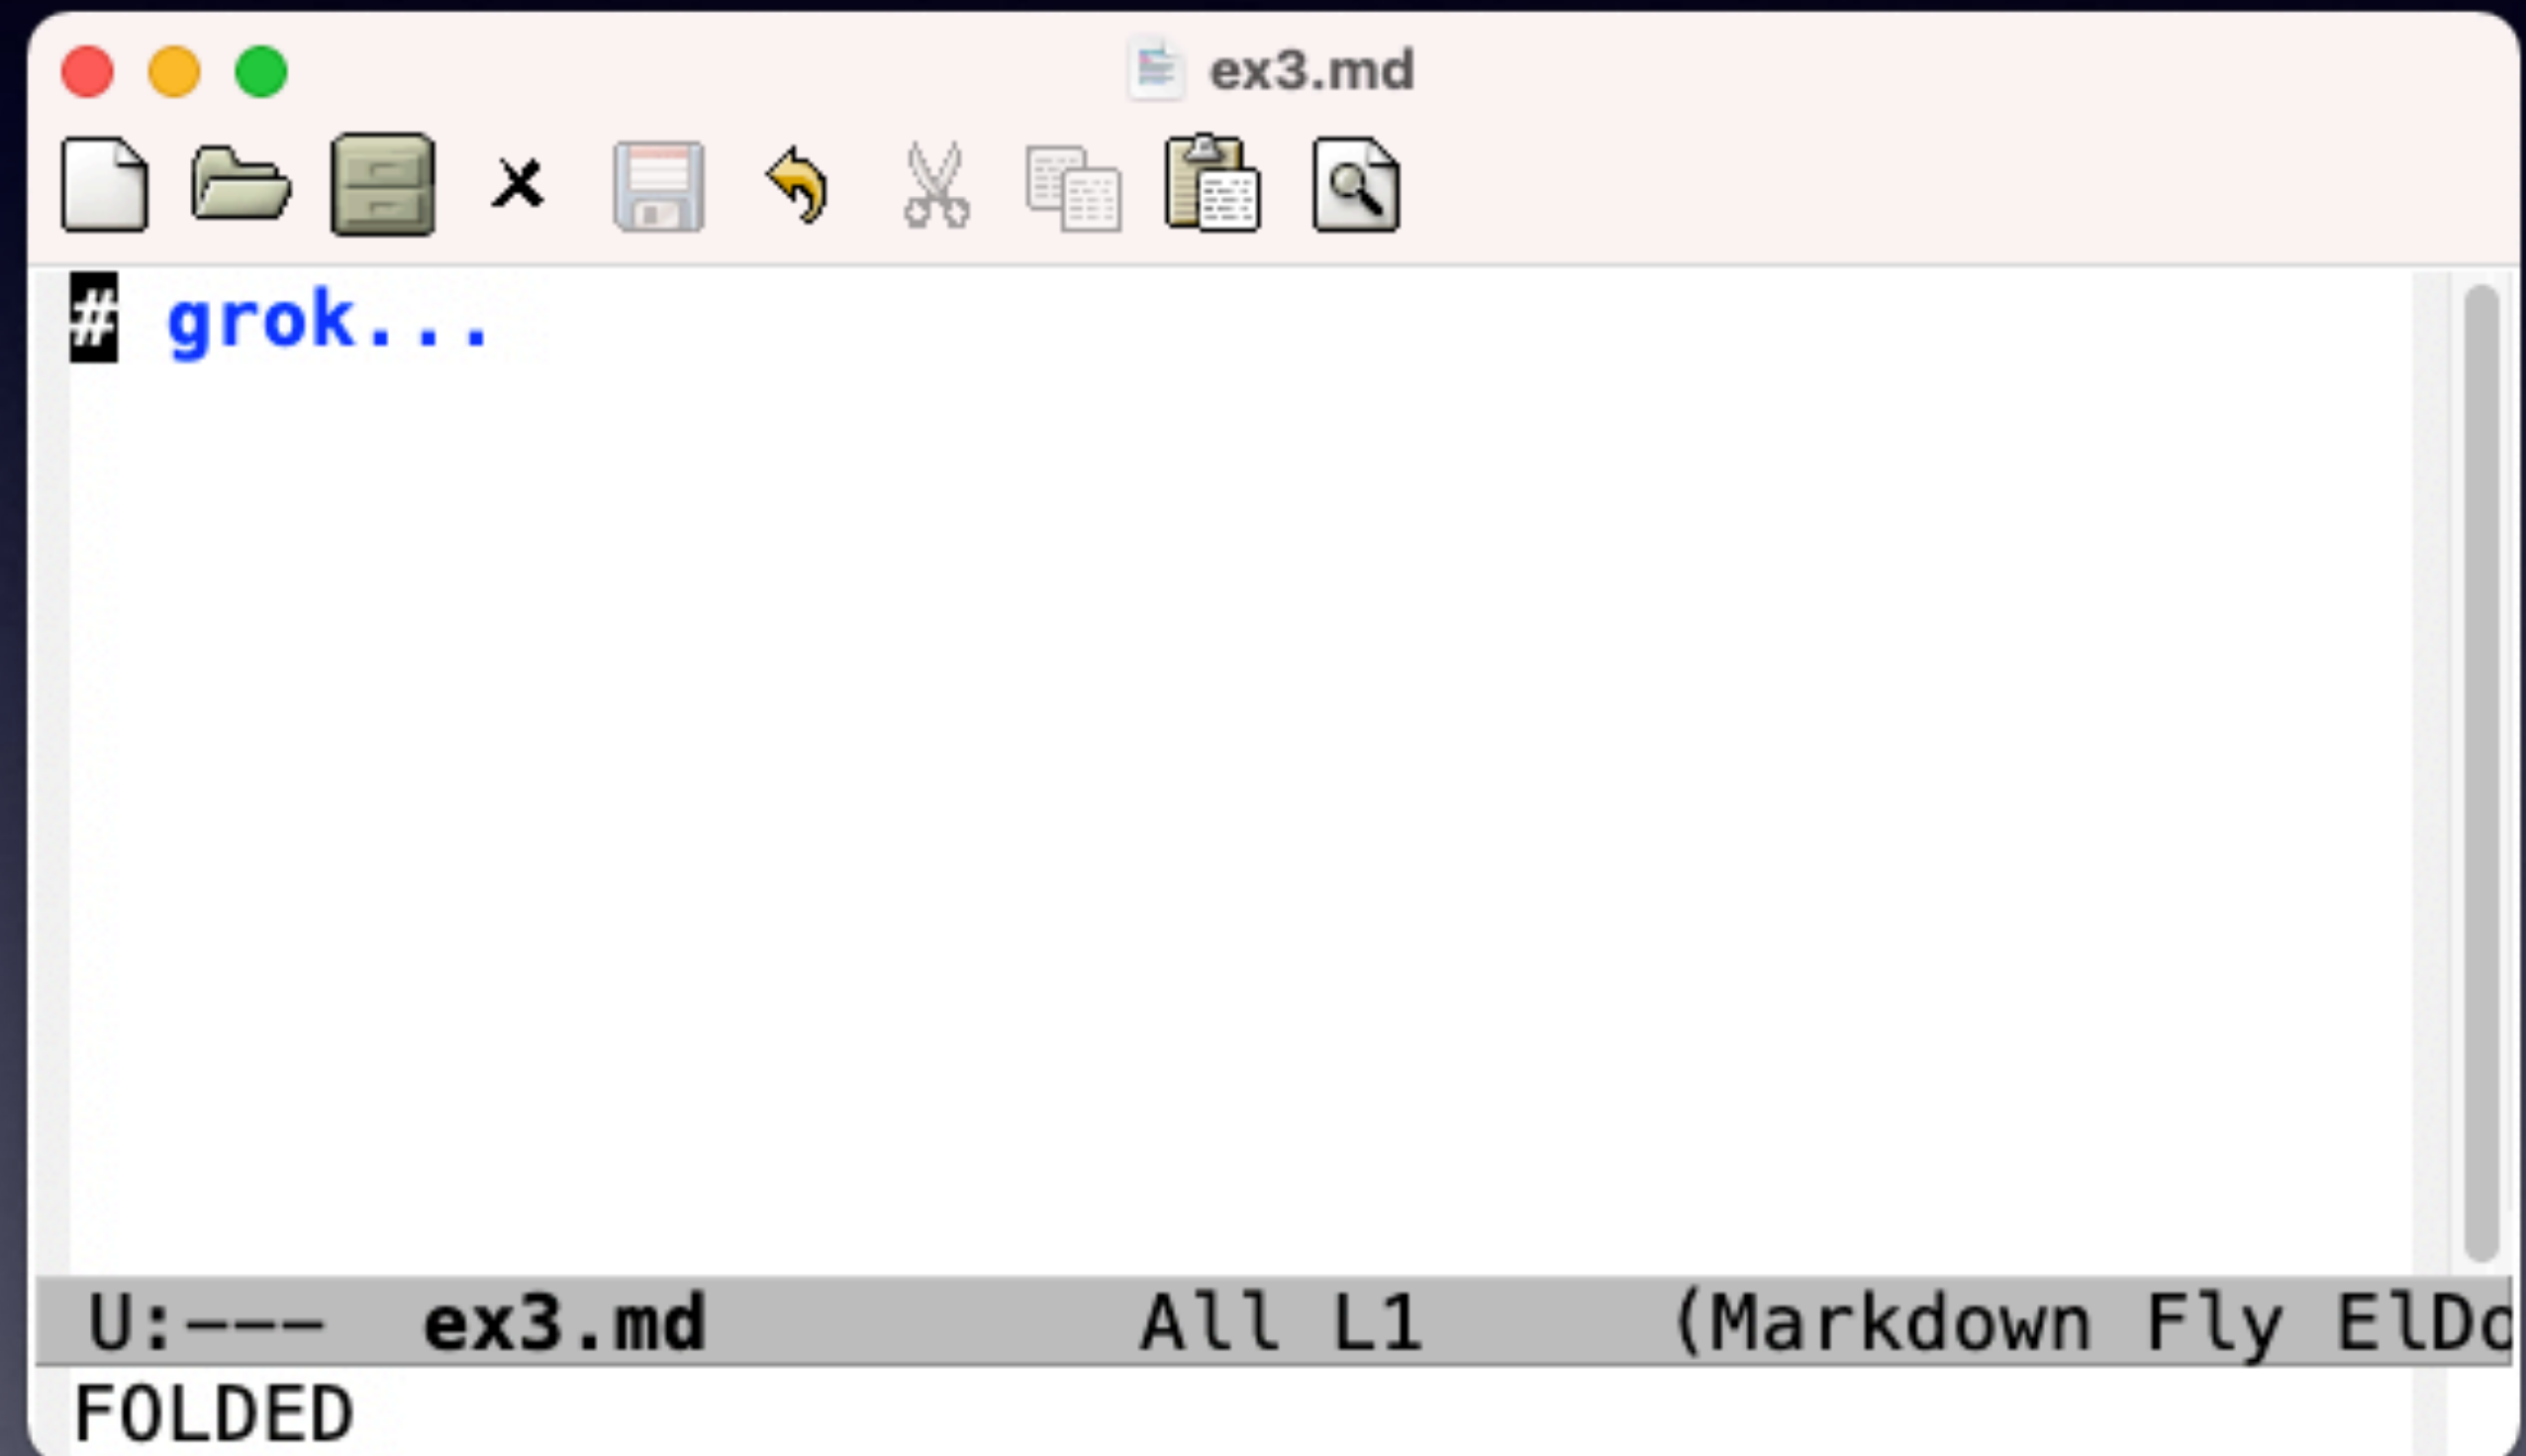 ex3.md
# grok...
U:--- ex3.md All L1 (Markdown Fly ElDo
FOLDED